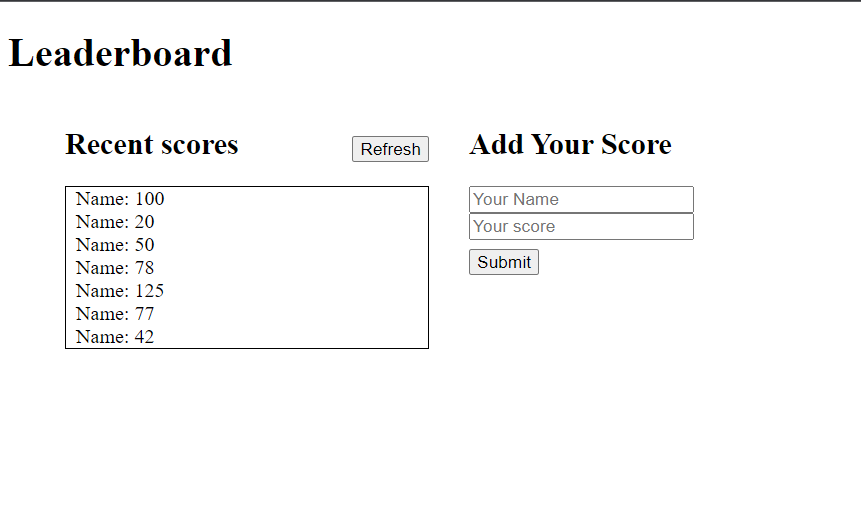 Leaderboard
Recent scores
Refresh
Name: 100
Name: 20
Name: 50
Name: 78
Name: 125
Name: 77
Name: 42
Add Your Score
Your Name
Your score
Submit